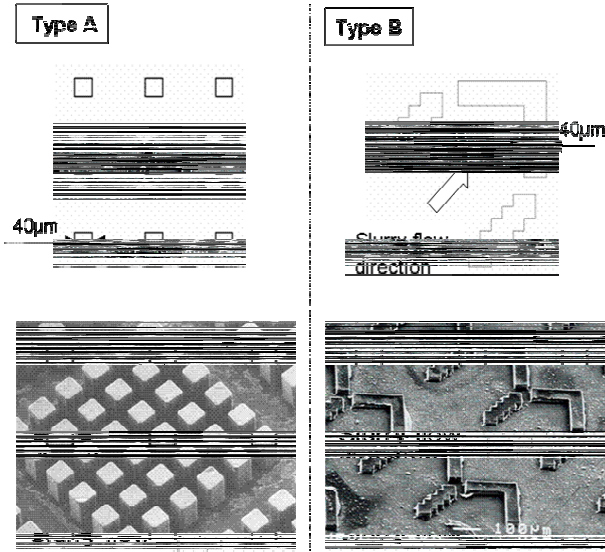 Type A
Type B
40μm
40μm
Slurry flow
direction
100μm